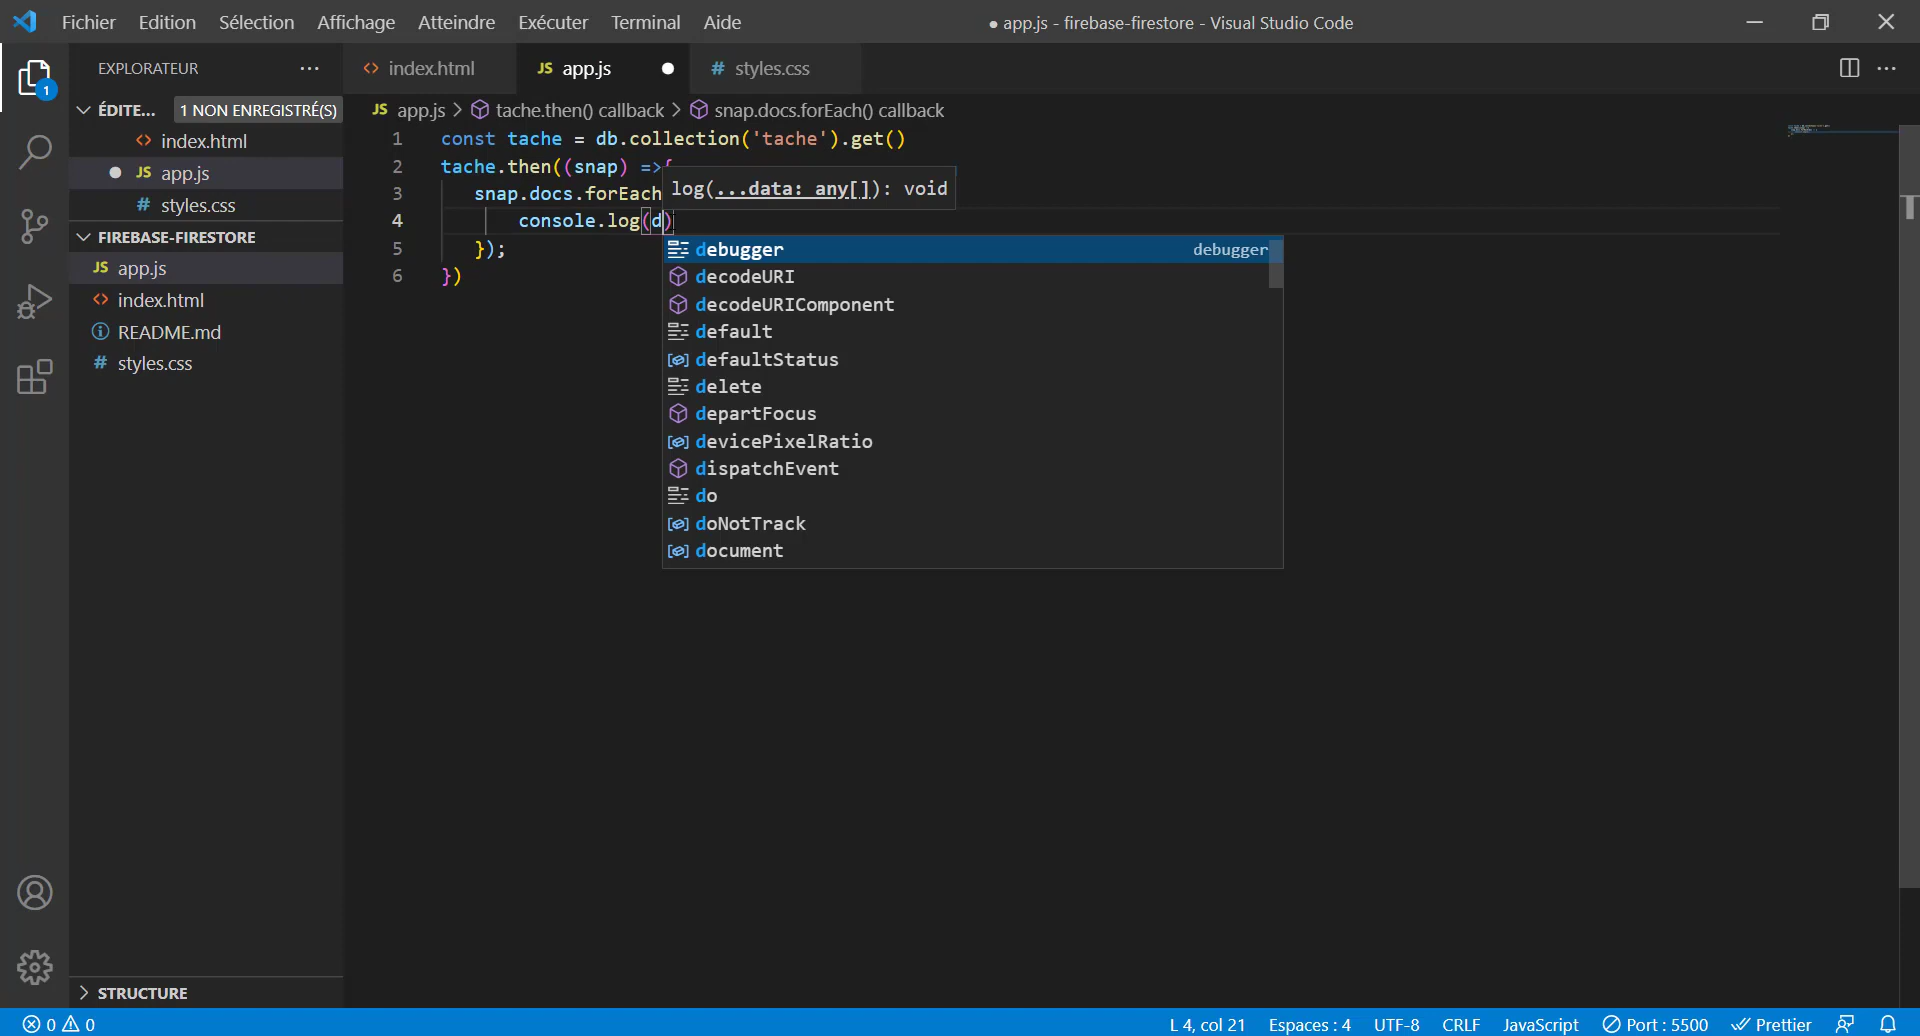 Fichier Edition Sélection Affichage Atteindre Exécuter Terminal Aide
● app.js - firebase-firestore - Visual Studio Code
EXPLORATEUR ···
<> index.html
JS app.js ●
# styles.css
ÉDITE... 1 NON ENREGISTRÉ(S)
<> index.html
● JS app.js
# styles.css
FIREBASE-FIRESTORE
JS app.js
<> index.html
README.md
# styles.css
STRUCTURE
1
JS app.js > tache.then() callback > snap.docs.forEach() callback
1 const tache = db.collection('tache').get()
2 tache.then((snap) =>{
3 snap.docs.forEach
log(...data: any[]): void
4 console.log(d)
5 });
6 })
debugger debugger
decodeURI
decodeURIComponent
default
defaultStatus
delete
departFocus
devicePixelRatio
dispatchEvent
do
doNotTrack
document
0 0
L 4, col 21 Espaces : 4 UTF-8 CRLF JavaScript Port : 5500 Prettier